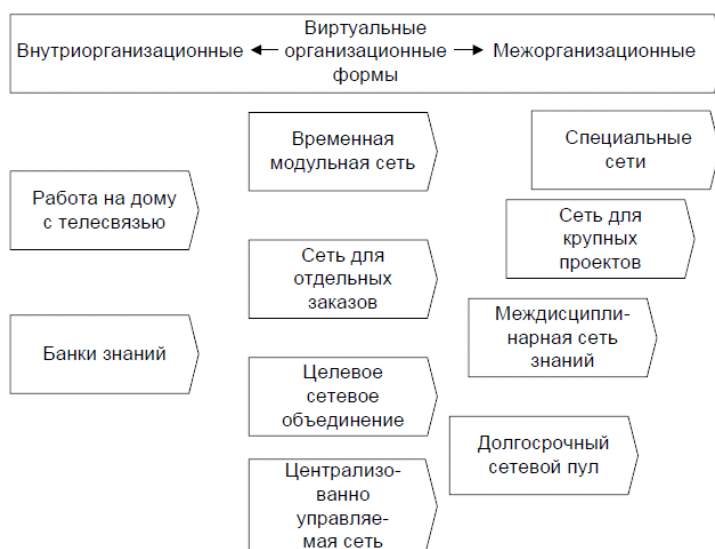 Виртуальные
Внутриорганизационные
организационные
Межорганизационные
формы
Временная
модульная сеть
Специальные
сети
Работа на дому
с телесвязью
Сеть для
крупных
проектов
Сеть для
отдельных
заказов
Междисципли-
нарная сеть
знаний
Банки знаний
Целевое
сетевое
объединение
Долгосрочный
сетевой пул
Централизо-
ванно
управляе-
мая сеть